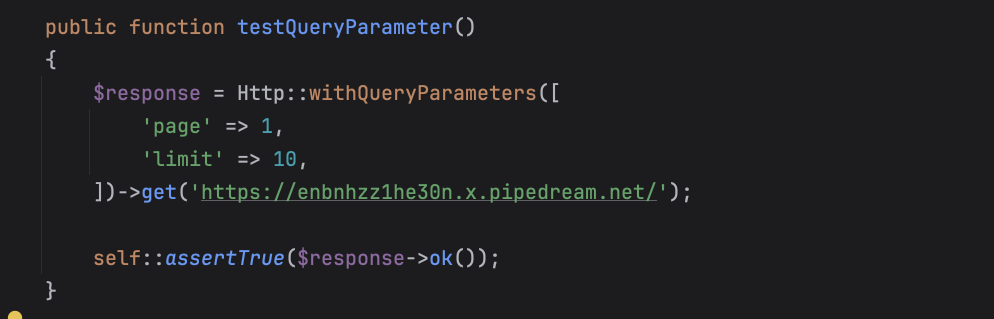 public function testQueryParameter()
{
    $response = Http::withQueryParameters([
        'page' => 1,
        'limit' => 10,
    ])->get('https://enbnhzz1he30n.x.pipedream.net/');

    self::assertTrue($response->ok());
}